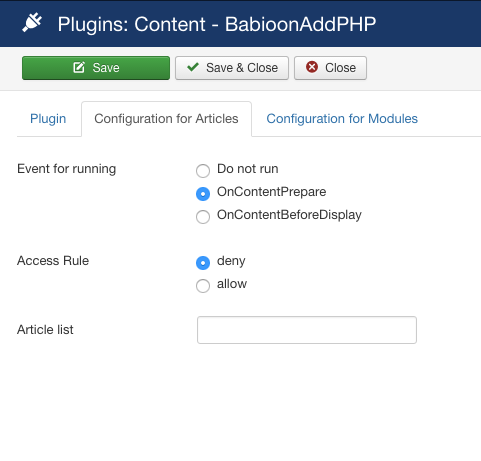 Plugins: Content - BabioonAddPHP
Save Save & Close Close
Plugin Configuration for Articles Configuration for Modules
Event for running Do not run
OnContentPrepare
OnContentBeforeDisplay
Access Rule deny
allow
Article list